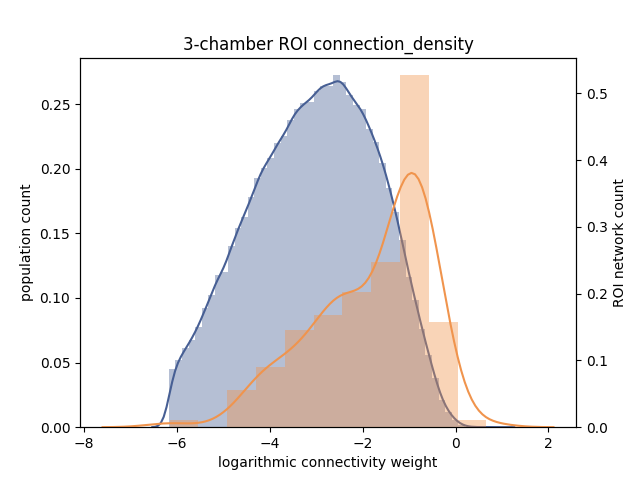 3-chamber ROI connection_density
population count
0.25
0.20
0.15
0.10
0.05
0.00
0.5
0.4
0.3
0.2
0.1
0.0
ROI network count
−8 −6 −4 −2 0 2
logarithmic connectivity weight